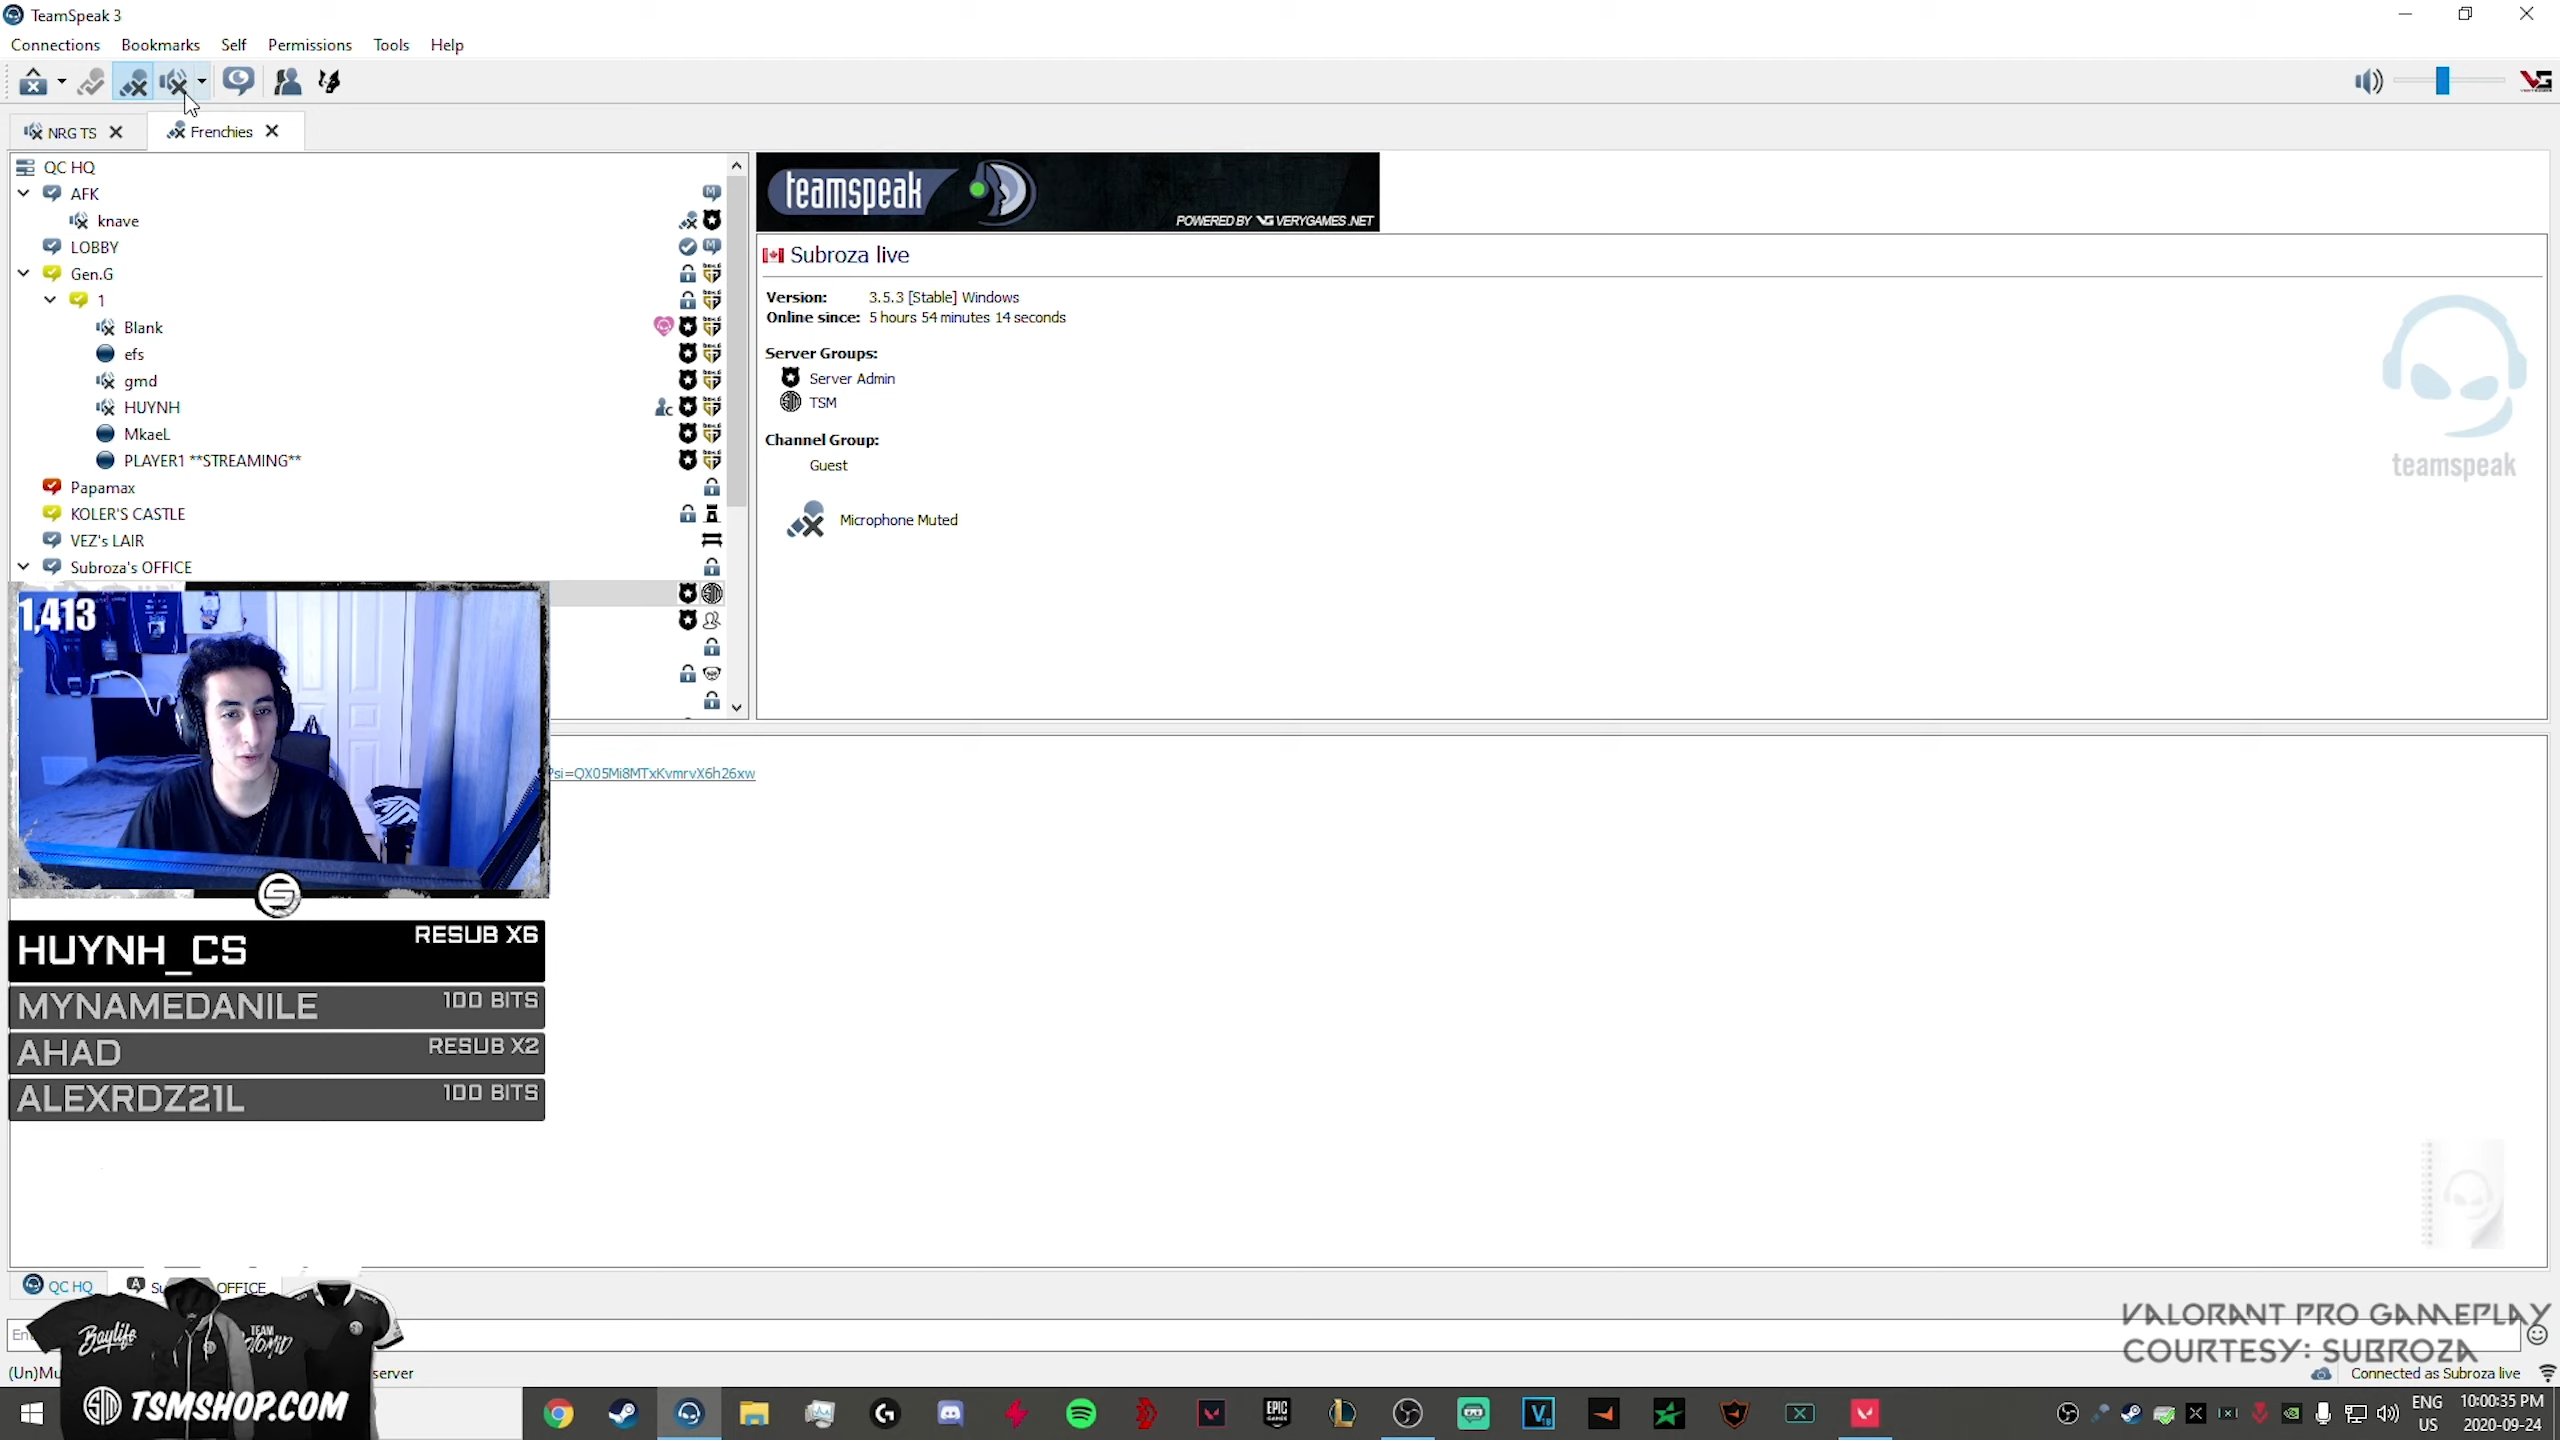 TeamSpeak 3
Connections Bookmarks Self Permissions Tools Help
NRG TS
Frenchies
QC HQ
AFK
knave
LOBBY
Gen.G
1
Blank
efs
gmd
HUYNH
MkaeL
PLAYER1 **STREAMING**
Papamax
KOLER'S CASTLE
VEZ's LAIR
Subroza's OFFICE
teamspeak
POWERED BY VG VERYGAMES.NET
Subroza live
Version: 3.5.3 [Stable] Windows
Online since: 5 hours 54 minutes 14 seconds
Server Groups:
Server Admin
TSM
Channel Group:
Guest
Microphone Muted
teamspeak
1,413
?si=QX05Mi8MTxKvmrvX6h26xw
HUYNH_CS RESUB X6
MYNAMEDANILE 100 BITS
AHAD RESUB X2
ALEXRDZ21L 100 BITS
QC HQ
OFFICE
Baylife
TEAM
TSMSHOP.COM
server
VALORANT PRO GAMEPLAY
COURTESY: SUBROZA
Connected as Subroza live
EPIC GAMES
ENG
US
10:00:35 PM
2020-09-24